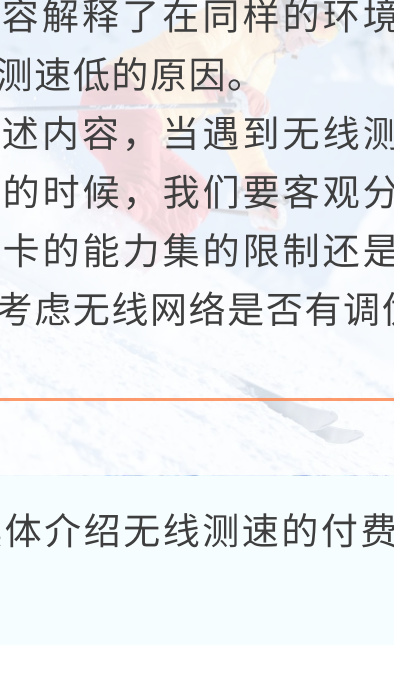 容解释了在同样的环境
测速低的原因。
述内容，当遇到无线测
的时候，我们要客观分
卡的能力集的限制还是
考虑无线网络是否有调优
体介绍无线测速的付费